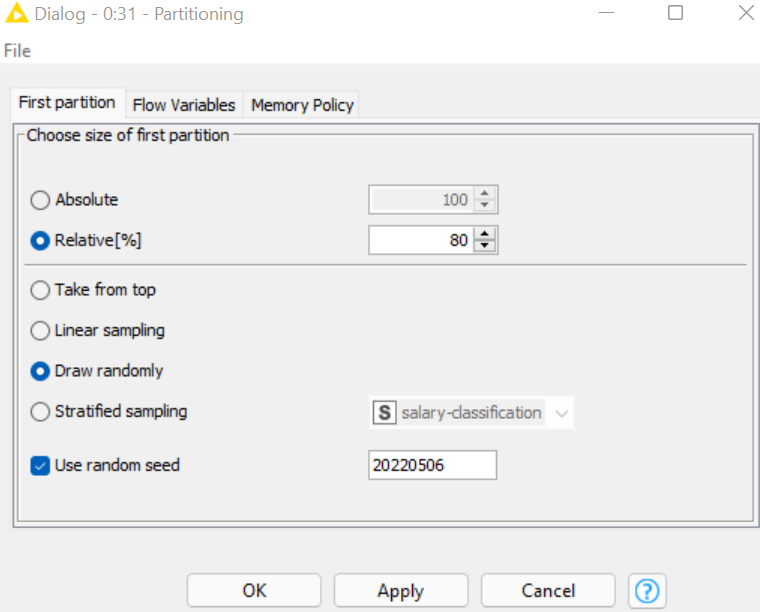 Dialog - 0:31 - Partitioning
File
First partition Flow Variables Memory Policy
Choose size of first partition
Absolute 100
Relative[%] 80
Take from top
Linear sampling
Draw randomly
Stratified sampling S salary-classification
Use random seed 20220506
OK Apply Cancel ?